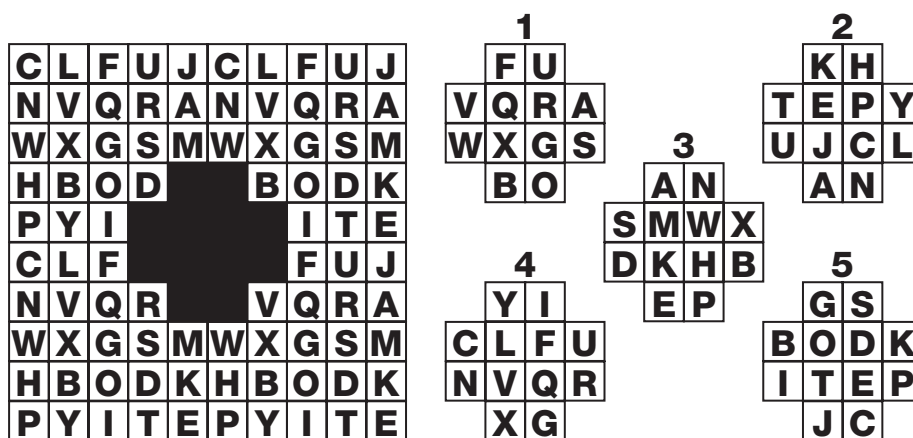 C L F U J C L F U J
N V Q R A N V Q R A
W X G S M W X G S M
H B O D B O D K
P Y I I T E
C L F F U J
N V Q R V Q R A
W X G S M W X G S M
H B O D K H B O D K
P Y I T E P Y I T E
1
F U
V Q R A
W X G S
B O
2
K H
T E P Y
U J C L
A N
3
A N
S M W X
D K H B
E P
4
Y I
C L F U
N V Q R
X G
5
G S
B O D K
I T E P
J C